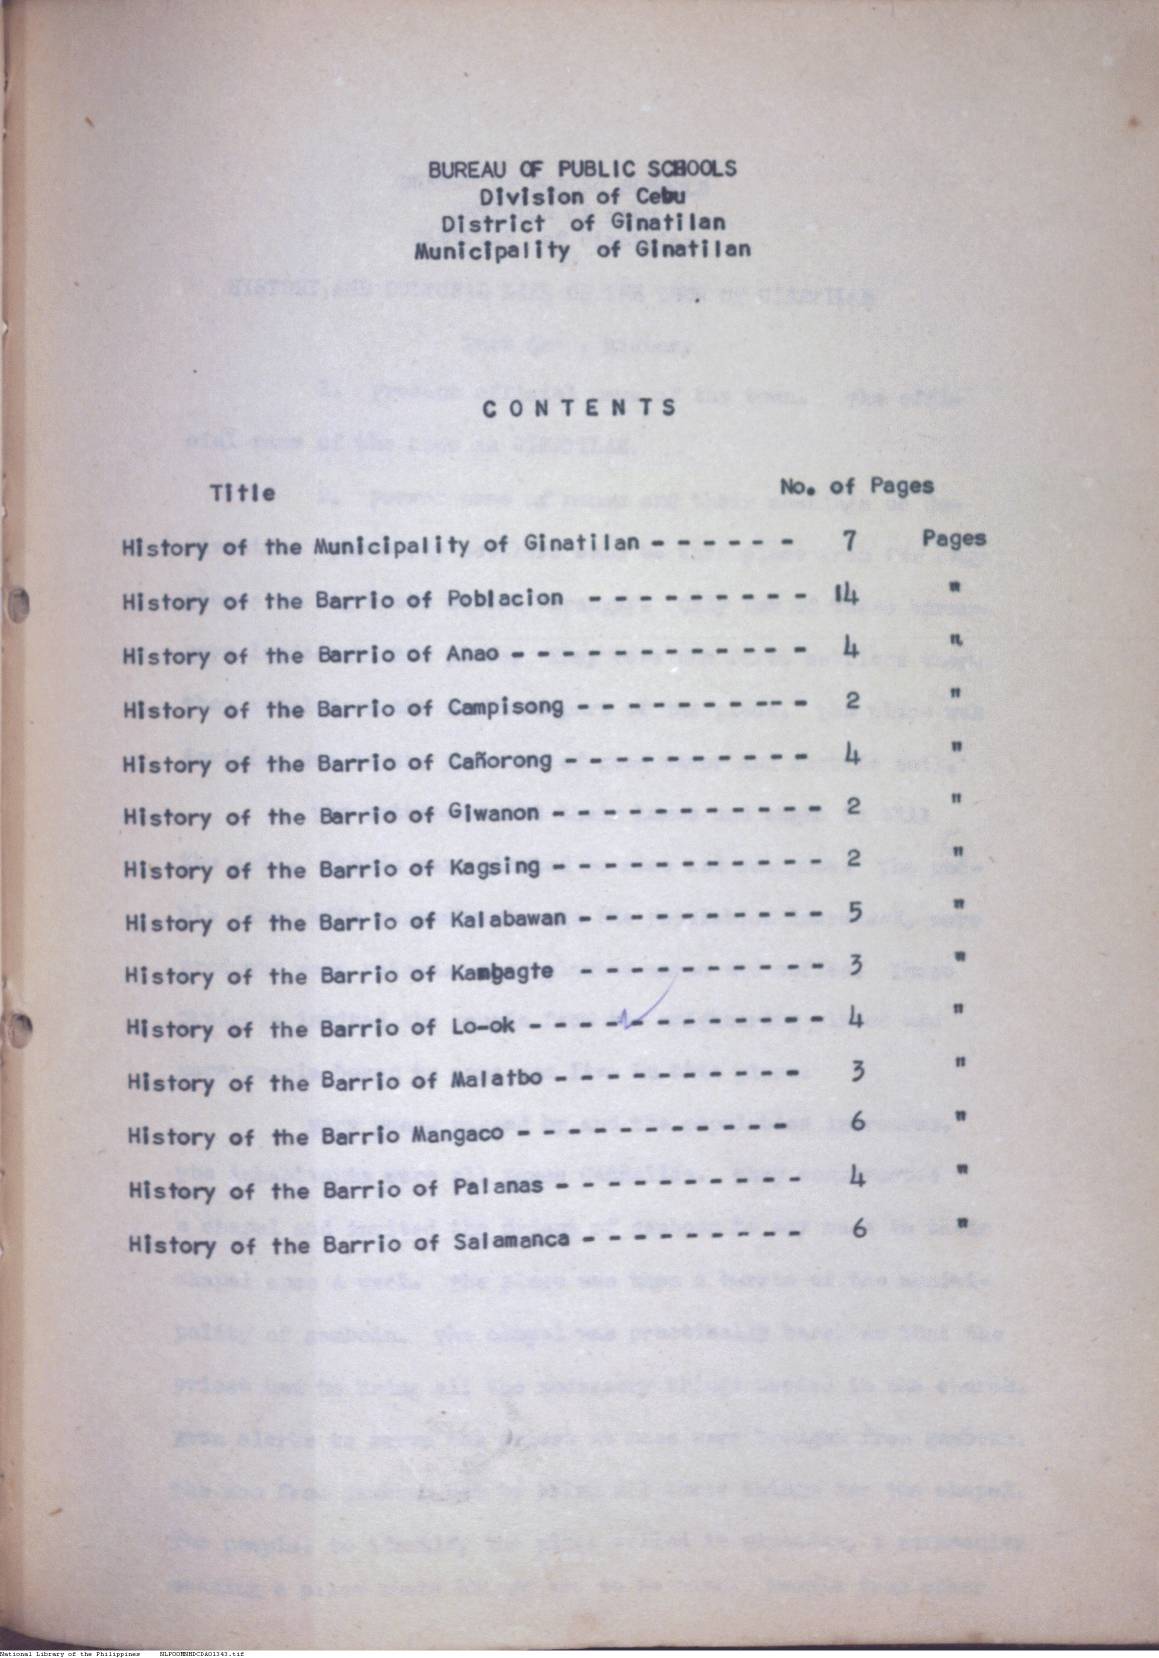 BUREAU OF PUBLIC SCHOOLS
Division of Cebu
District of Ginatilan
Municipality of Ginatilan
CONTENTS
Title No. of Pages
History of the Municipality of Ginatilan - - - - - - 7 Pages
History of the Barrio of Poblacion - - - - - - - - - 14 "
History of the Barrio of Anao - - - - - - - - - - - - 4 "
History of the Barrio of Campisong - - - - - - - - -- - 2 "
History of the Barrio of Cañorong - - - - - - - - - - 4 "
History of the Barrio of Giwanon - - - - - - - - - - - 2 "
History of the Barrio of Kagsing - - - - - - - - - - - 2 "
History of the Barrio of Kalabawan - - - - - - - - - - 5 "
History of the Barrio of Kambagte - - - - - - - - - - 3 "
History of the Barrio of Lo-ok - - - - - - - - - - - - 4 "
History of the Barrio of Malatbo - - - - - - - - - - 3 "
History of the Barrio Mangaco - - - - - - - - - - - 6 "
History of the Barrio of Palanas - - - - - - - - - - 4 "
History of the Barrio of Salamanca - - - - - - - - - 6 "
National Library of the Philippines NLPOOMNHDCDA01343.tif